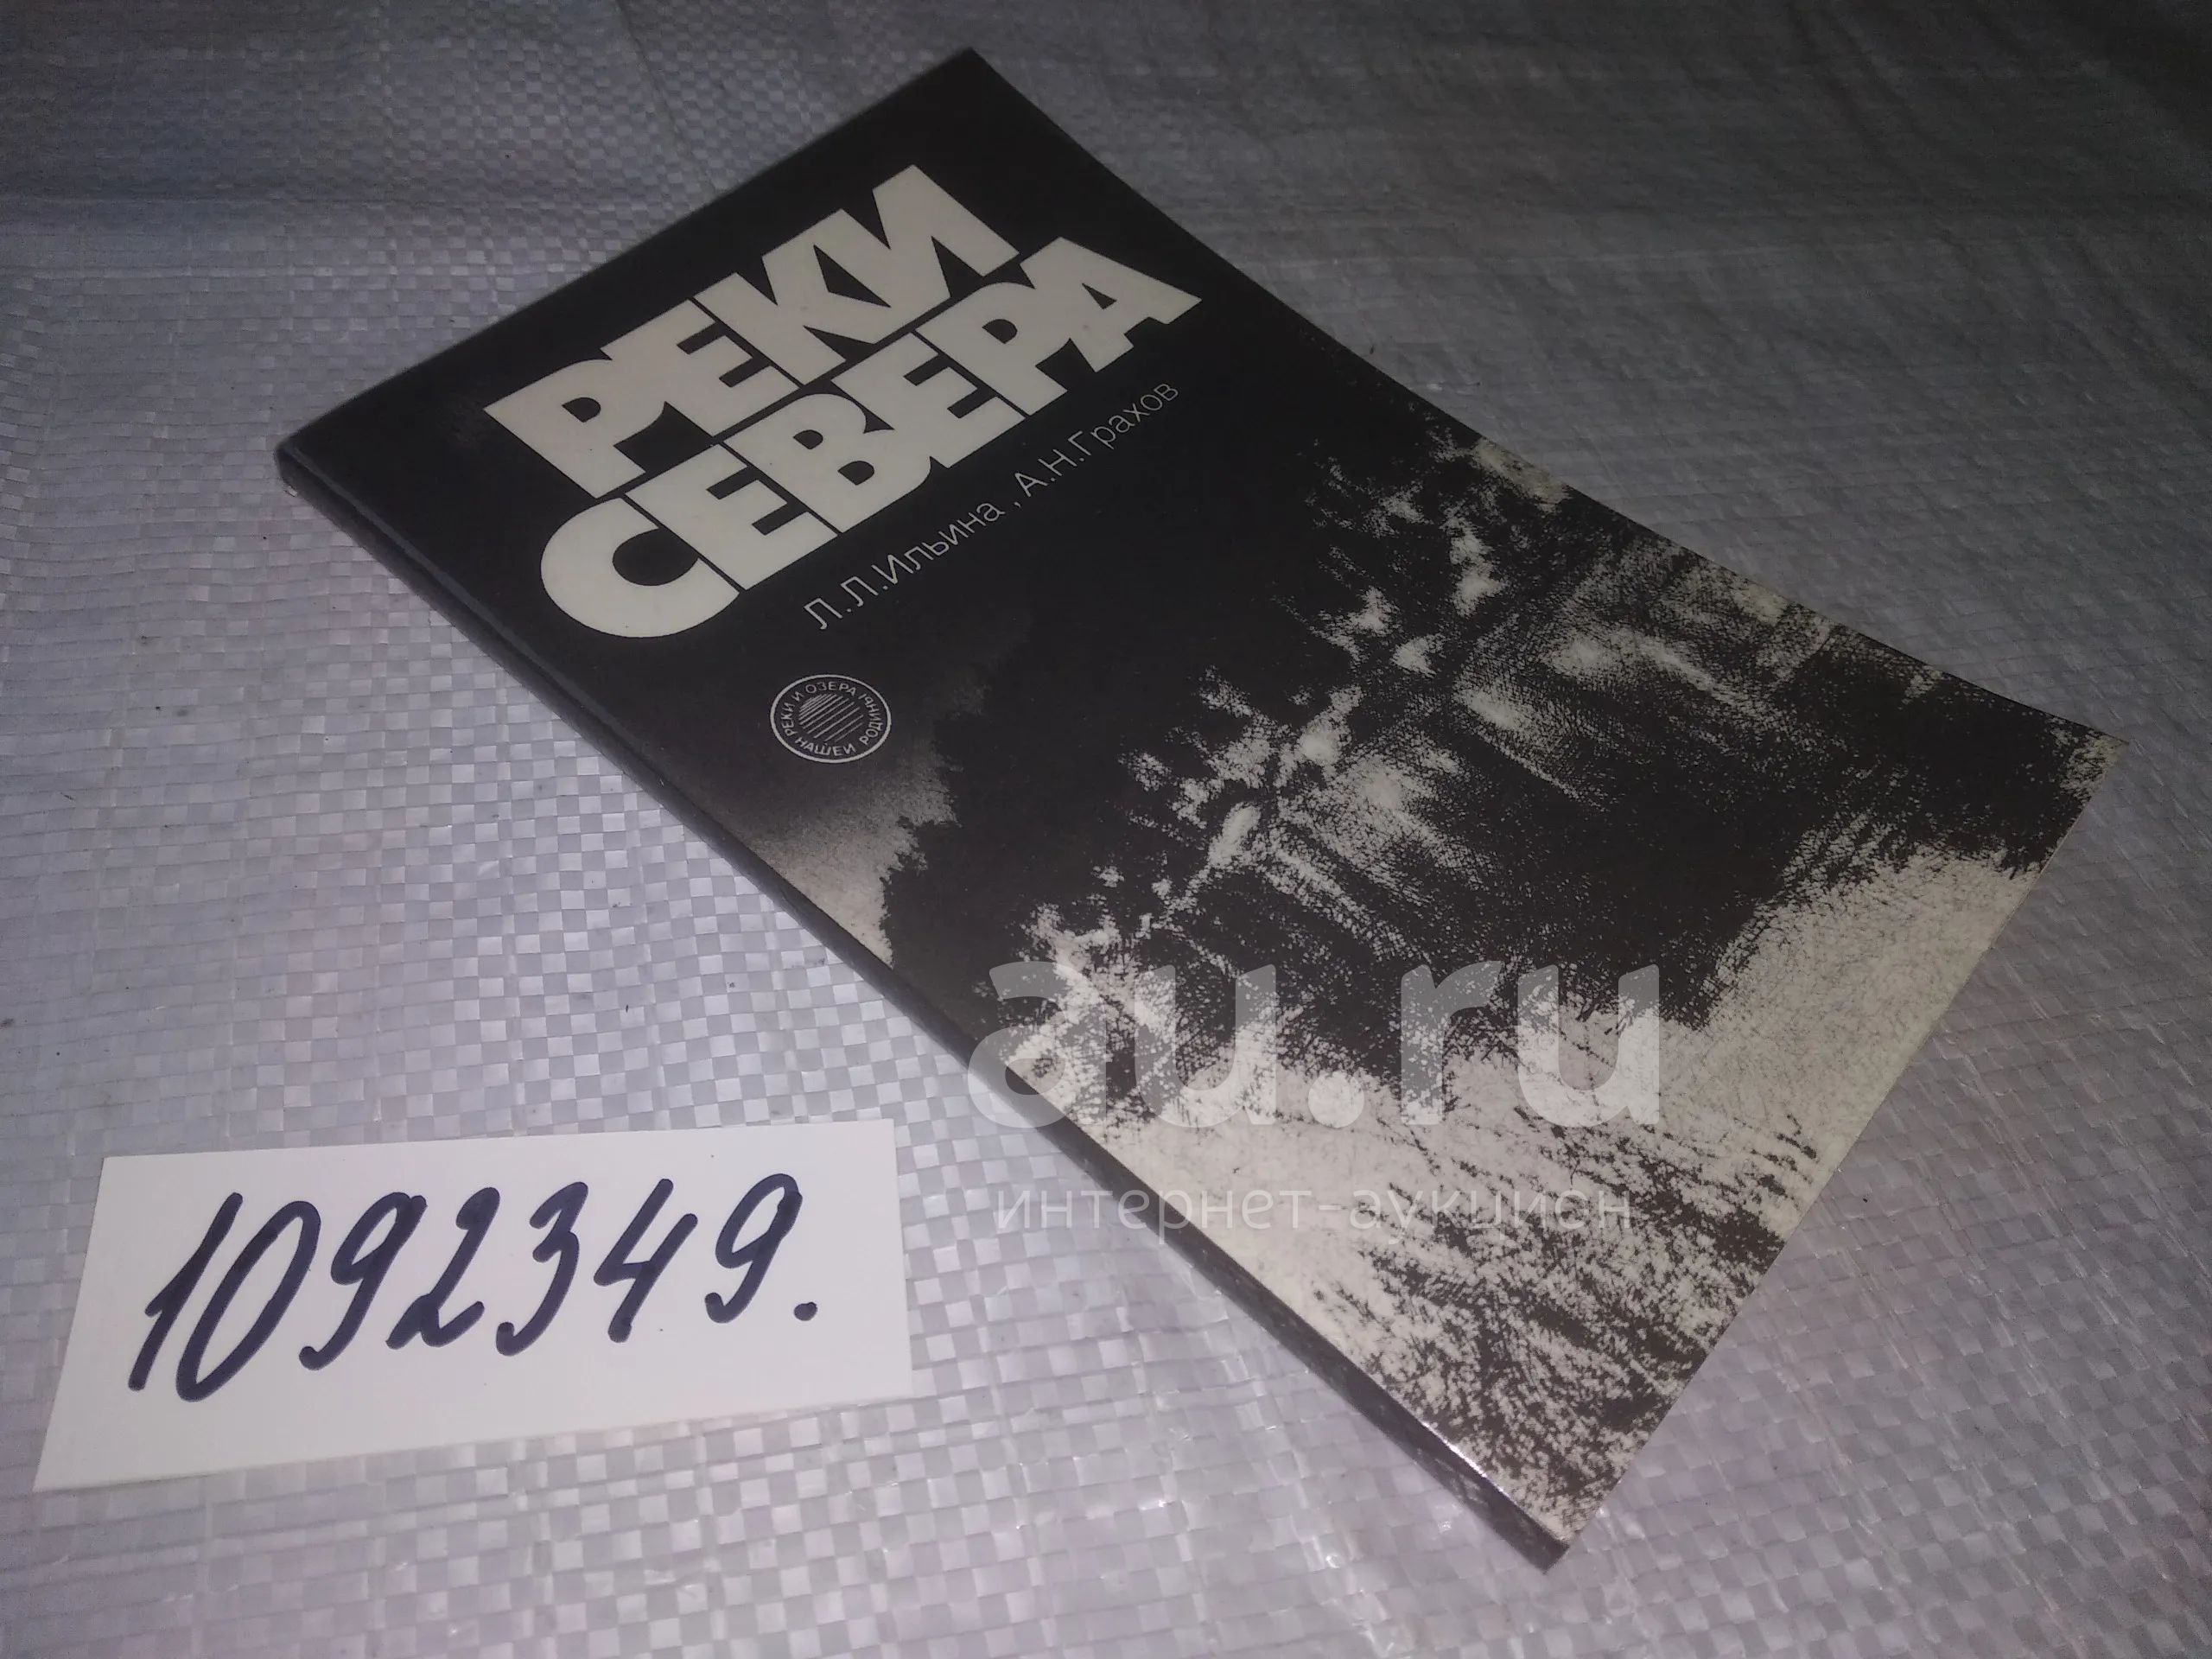 РЕКИ
СЕВЕРА
Л.Л.Ильина, А.Н.Грахов
РЕКИ И ОЗЕРА НАШЕЙ РОДИНЫ
au.ru
интернет-аукцион
1092349.